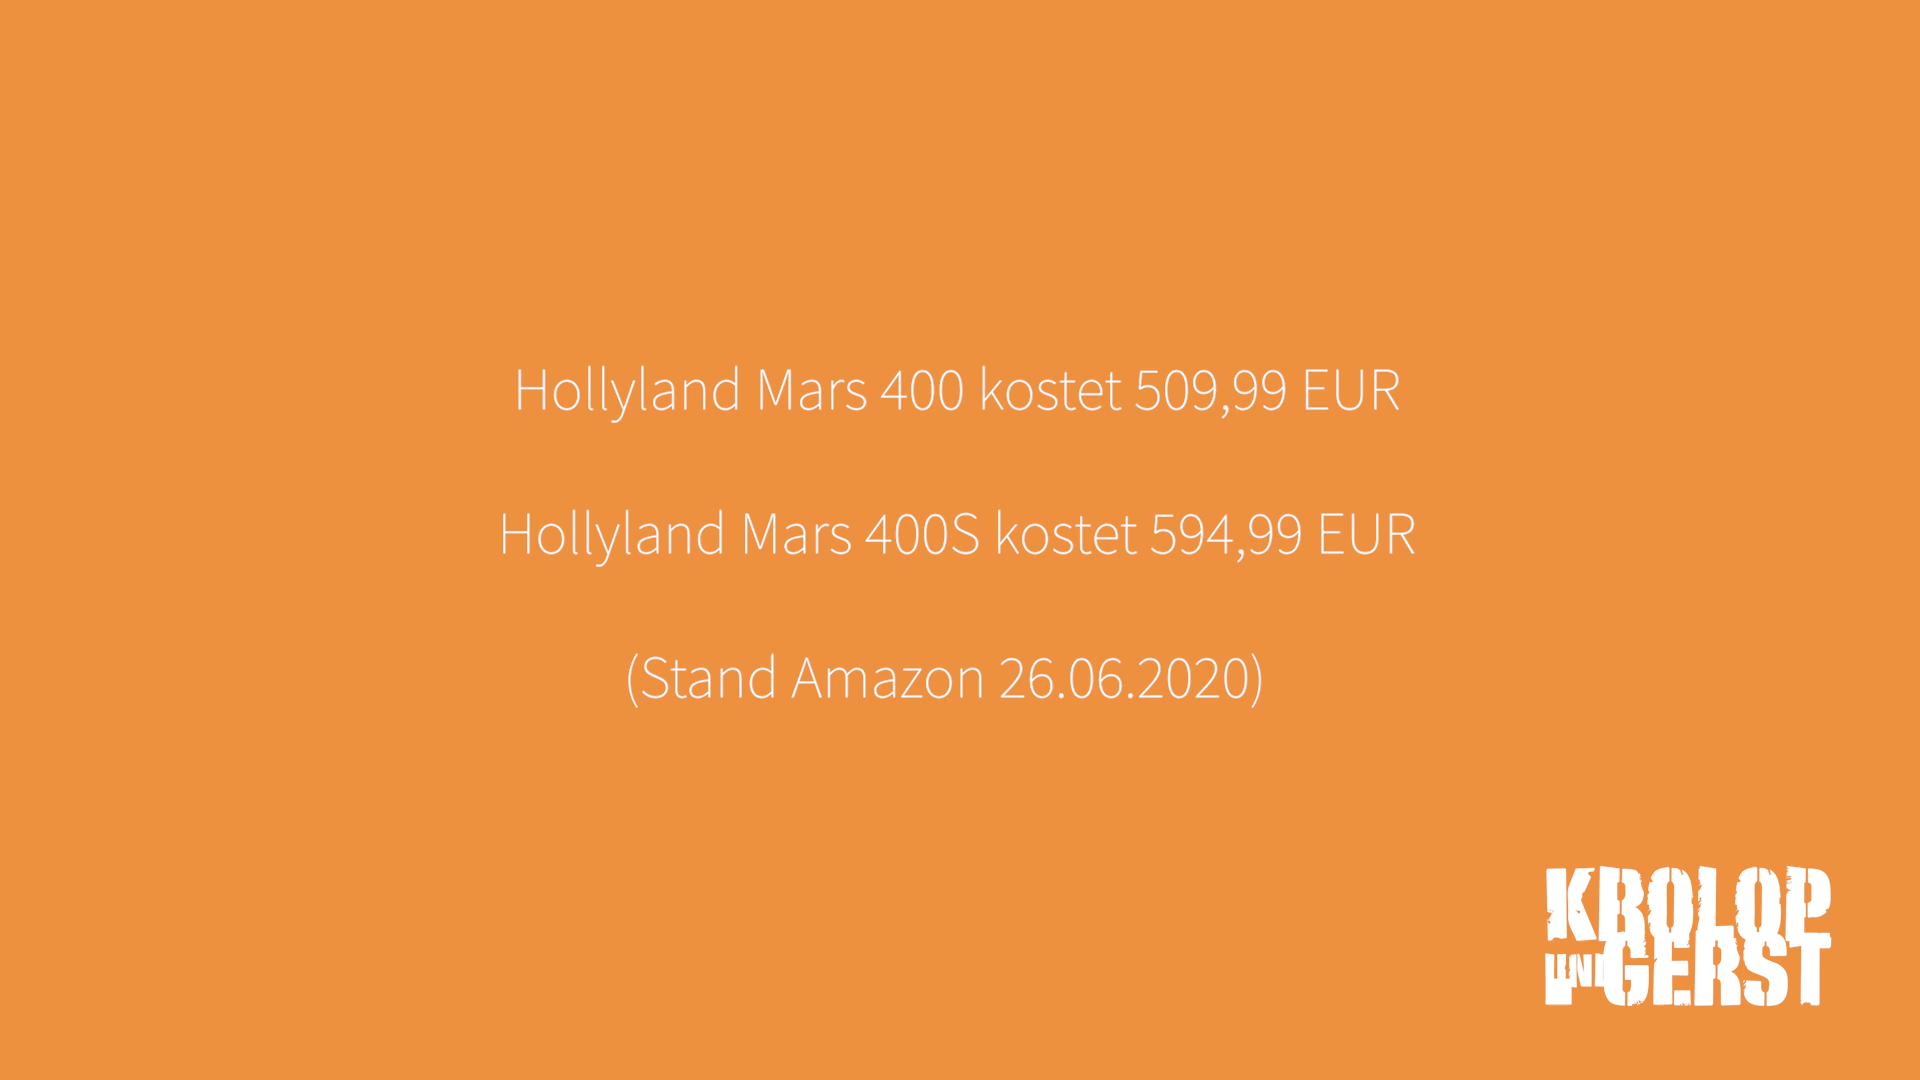 Hollyland Mars 400 kostet 509,99 EUR
Hollyland Mars 400S kostet 594,99 EUR
(Stand Amazon 26.06.2020)
KROLOP
UND GERST